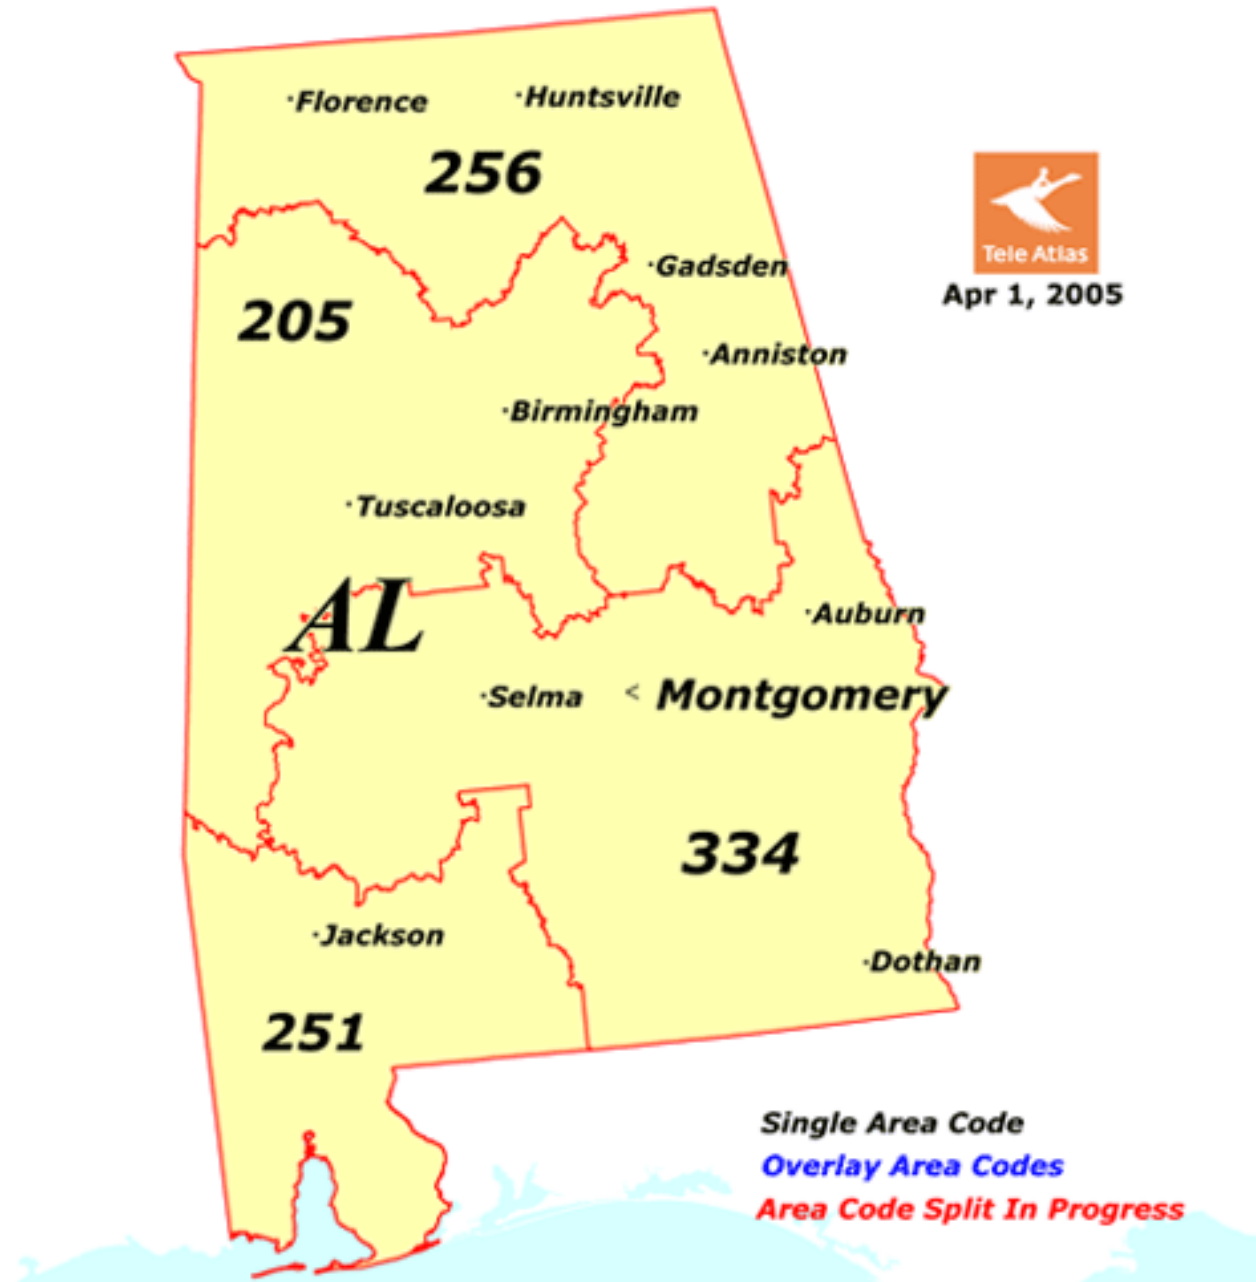 ·Florence
·Huntsville
256
Tele Atlas
Apr 1, 2005
·Gadsden
205
·Anniston
·Birmingham
·Tuscaloosa
AL
·Auburn
·Selma
< Montgomery
334
·Jackson
·Dothan
251
Single Area Code
Overlay Area Codes
Area Code Split In Progress